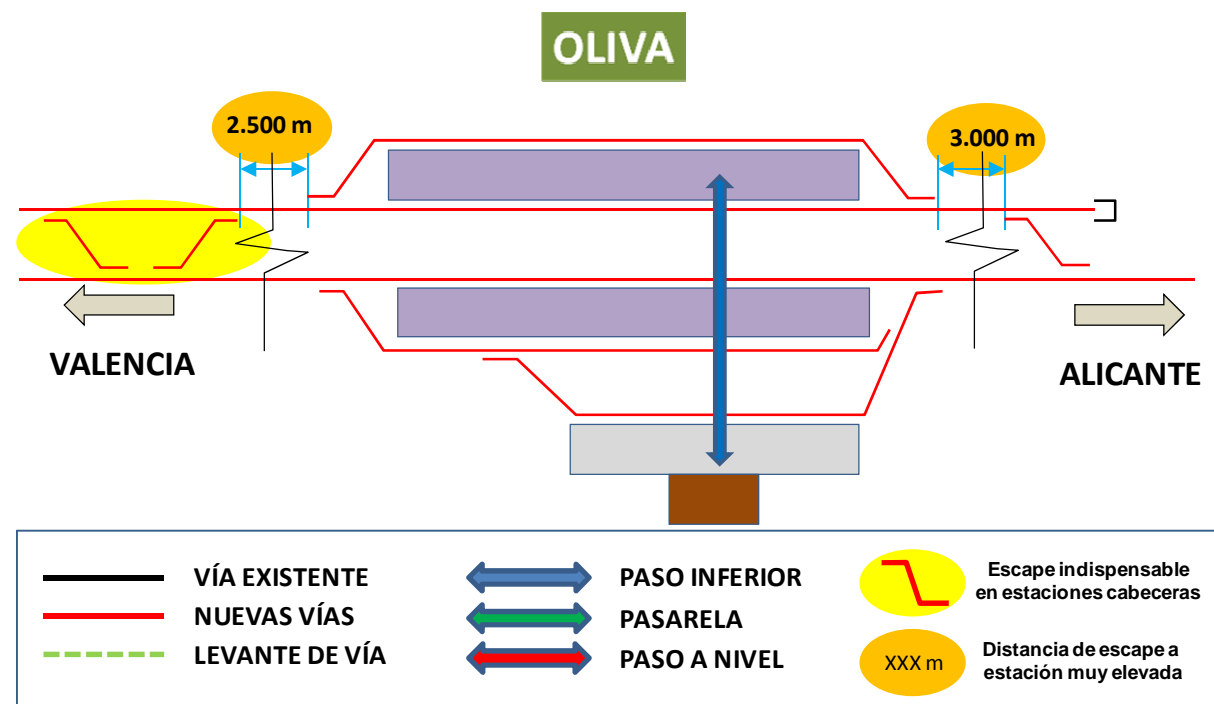 OLIVA
2.500 m
3.000 m
VALENCIA
ALICANTE
VÍA EXISTENTE
NUEVAS VÍAS
LEVANTE DE VÍA
PASO INFERIOR
PASARELA
PASO A NIVEL
Escape indispensable
en estaciones cabeceras
XXX m
Distancia de escape a
estación muy elevada